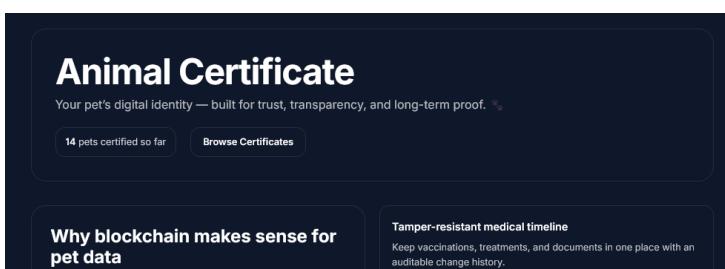 Animal Certificate
Your pet's digital identity — built for trust, transparency, and long-term proof. 🐾
14 pets certified so far
Browse Certificates
Why blockchain makes sense for
pet data
Tamper-resistant medical timeline
Keep vaccinations, treatments, and documents in one place with an
auditable change history.